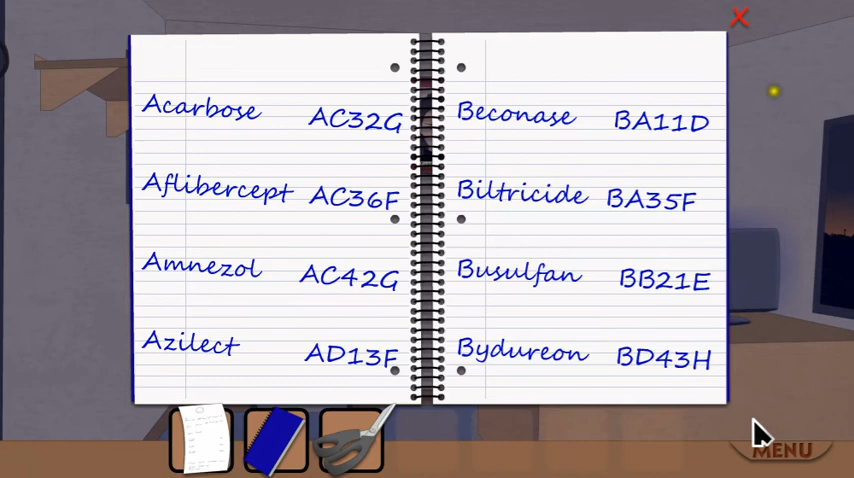 Acarbose AC32G
Aflibercept AC36F
Amnezol AC42G
Azilect AD13F
Beconase BA11D
Biltricide BA35F
Busulfan BB21E
Bydureon BD43H
MENU